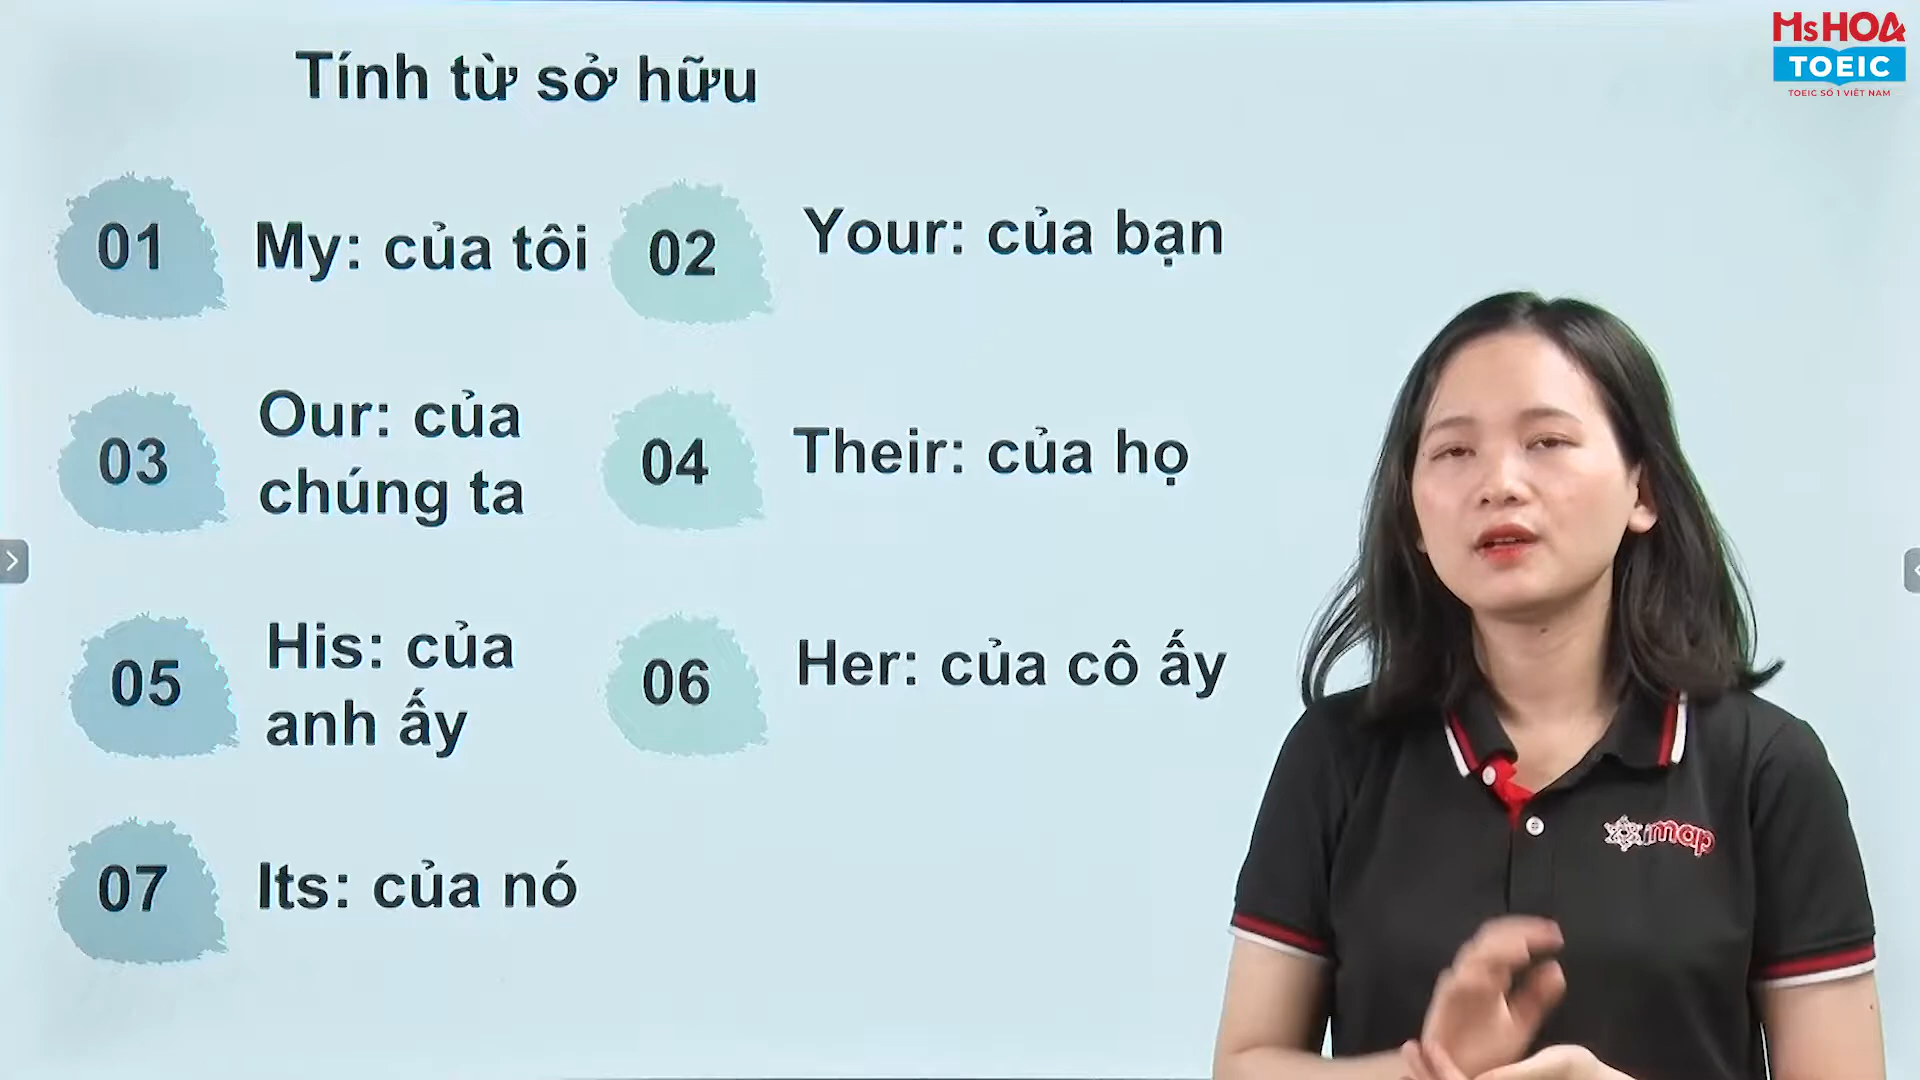 Tính từ sở hữu
MsHOA
TOEIC
TOEIC SỐ 1 VIỆT NAM
01
My: của tôi
02
Your: của bạn
03
Our: của
chúng ta
04
Their: của họ
05
His: của
anh ấy
06
Her: của cô ấy
07
Its: của nó
imap